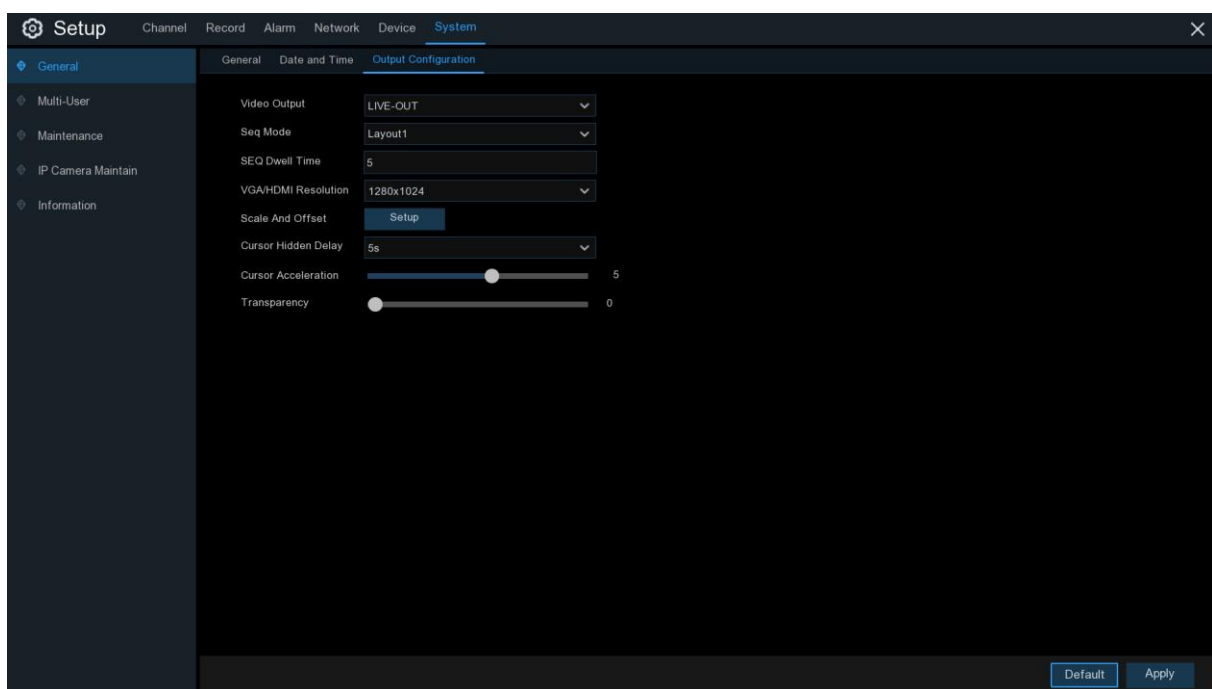 Setup Channel Record Alarm Network Device System
General
Multi-User
Maintenance
IP Camera Maintain
Information
General Date and Time Output Configuration
Video Output LIVE-OUT
Seq Mode Layout1
SEQ Dwell Time 5
VGA/HDMI Resolution 1280x1024
Scale And Offset Setup
Cursor Hidden Delay 5s
Cursor Acceleration 5
Transparency 0
Default Apply